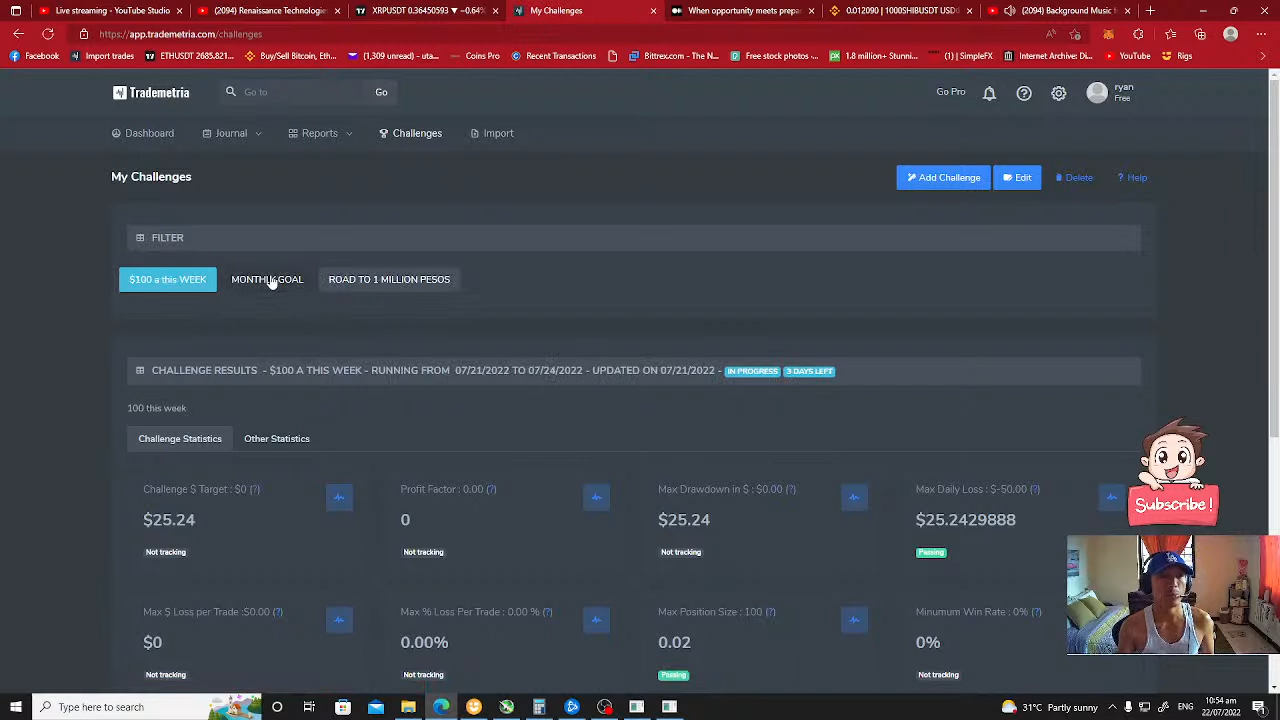 Live streaming - YouTube Studio
(2094) Renaissance Technologies
XRPUSDT 0.36450593 ▼ −0.64%
My Challenges
When opportunity meets prepar
0.012090 | 1000SHIBUSDT USD
(2094) Background Music
https://app.trademetria.com/challenges
Facebook
Import trades
ETHUSDT 2685.821...
Buy/Sell Bitcoin, Eth...
(1,309 unread) - uta...
Coins Pro
Recent Transactions
Bittrex.com - The N...
Free stock photos -...
1.8 million+ Stunni...
(1) | SimpleFX
Internet Archive: Di...
YouTube
Rigs
Trademetria
Go to
Go
Go Pro
ryan
Free
Dashboard
Journal
Reports
Challenges
Import
My Challenges
Add Challenge
Edit
Delete
? Help
FILTER
$100 a this WEEK
MONTHLY GOAL
ROAD TO 1 MILLION PESOS
CHALLENGE RESULTS - $100 A THIS WEEK - RUNNING FROM 07/21/2022 TO 07/24/2022 - UPDATED ON 07/21/2022 - IN PROGRESS 3 DAYS LEFT
100 this week
Challenge Statistics
Other Statistics
Challenge $ Target : $0 (?)
Profit Factor : 0.00 (?)
Max Drawdown in $ : $0.00 (?)
Max Daily Loss : $-50.00 (?)
$25.24
0
$25.24
$25.2429888
Not tracking
Not tracking
Not tracking
Passing
Subscribe!
Max $ Loss per Trade :$0.00 (?)
Max % Loss Per Trade : 0.00 % (?)
Max Position Size : 100 (?)
Minumum Win Rate : 0% (?)
$0
0.00%
0.02
0%
Not tracking
Not tracking
Passing
Not tracking
Type here to search
31°C Partly sunny
ENG
10:54 am
22/07/2022